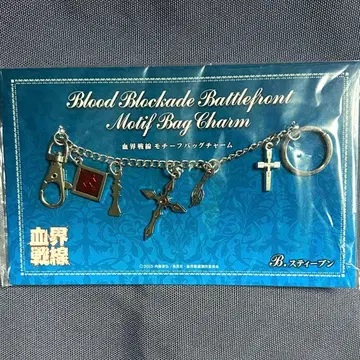 Blood Blockade Battlefront
Motif Bag Charm
血界戦線 モチーフバッグチャーム
血界
戦線
B. スティーブン